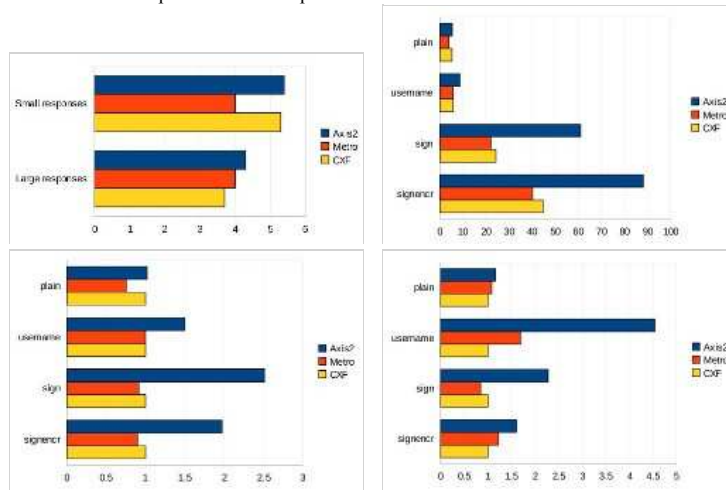 Small responses
Large responses
Axis2
Metro
CXF
0 1 2 3 4 5 6
plain
username
sign
signencr
Axis2
Metro
CXF
0 10 20 30 40 50 60 70 80 90 100
plain
username
sign
signencr
Axis2
Metro
CXF
0 0.5 1 1.5 2 2.5 3
plain
username
sign
signencr
Axis2
Metro
CXF
0 0.5 1 1.5 2 2.5 3 3.5 4 4.5 5